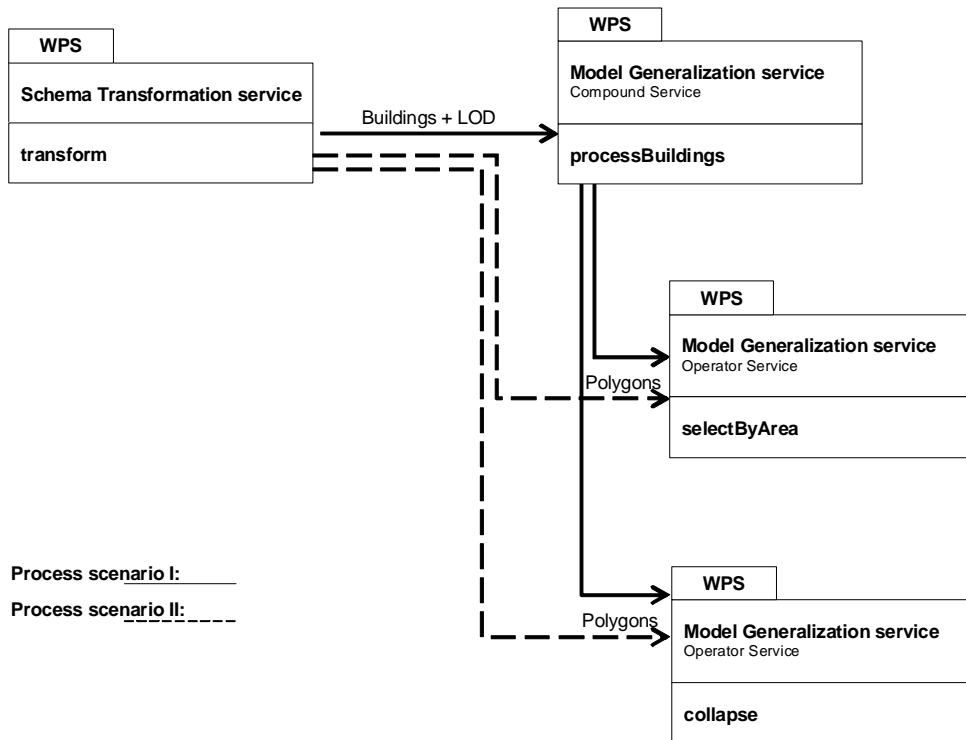 WPS
Schema Transformation service
transform
Buildings + LOD
WPS
Model Generalization service
Compound Service
processBuildings
WPS
Model Generalization service
Operator Service
Polygons
selectByArea
Process scenario I:
Process scenario II:
WPS
Polygons
Model Generalization service
Operator Service
collapse